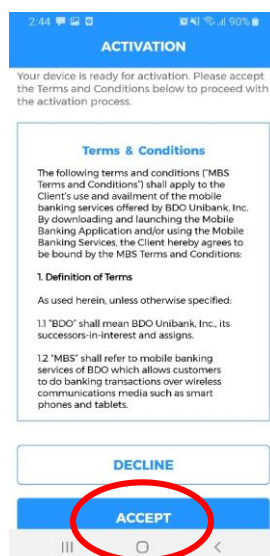 2:44 90%
ACTIVATION
Your device is ready for activation. Please accept
the Terms and Conditions below to proceed with
the activation process.
Terms & Conditions
The following terms and conditions ("MBS
Terms and Conditions") shall apply to the
Client's use and availment of the mobile
banking services offered by BDO Unibank, Inc.
By downloading and launching the Mobile
Banking Application and/or using the Mobile
Banking Services, the Client hereby agrees to
be bound by the MBS Terms and Conditions:
1. Definition of Terms
As used herein, unless otherwise specified:
1.1 "BDO" shall mean BDO Unibank, Inc., its
successors-in-interest and assigns.
1.2 "MBS" shall refer to mobile banking
services of BDO which allows customers
to do banking transactions over wireless
communications media such as smart
phones and tablets.
DECLINE
ACCEPT